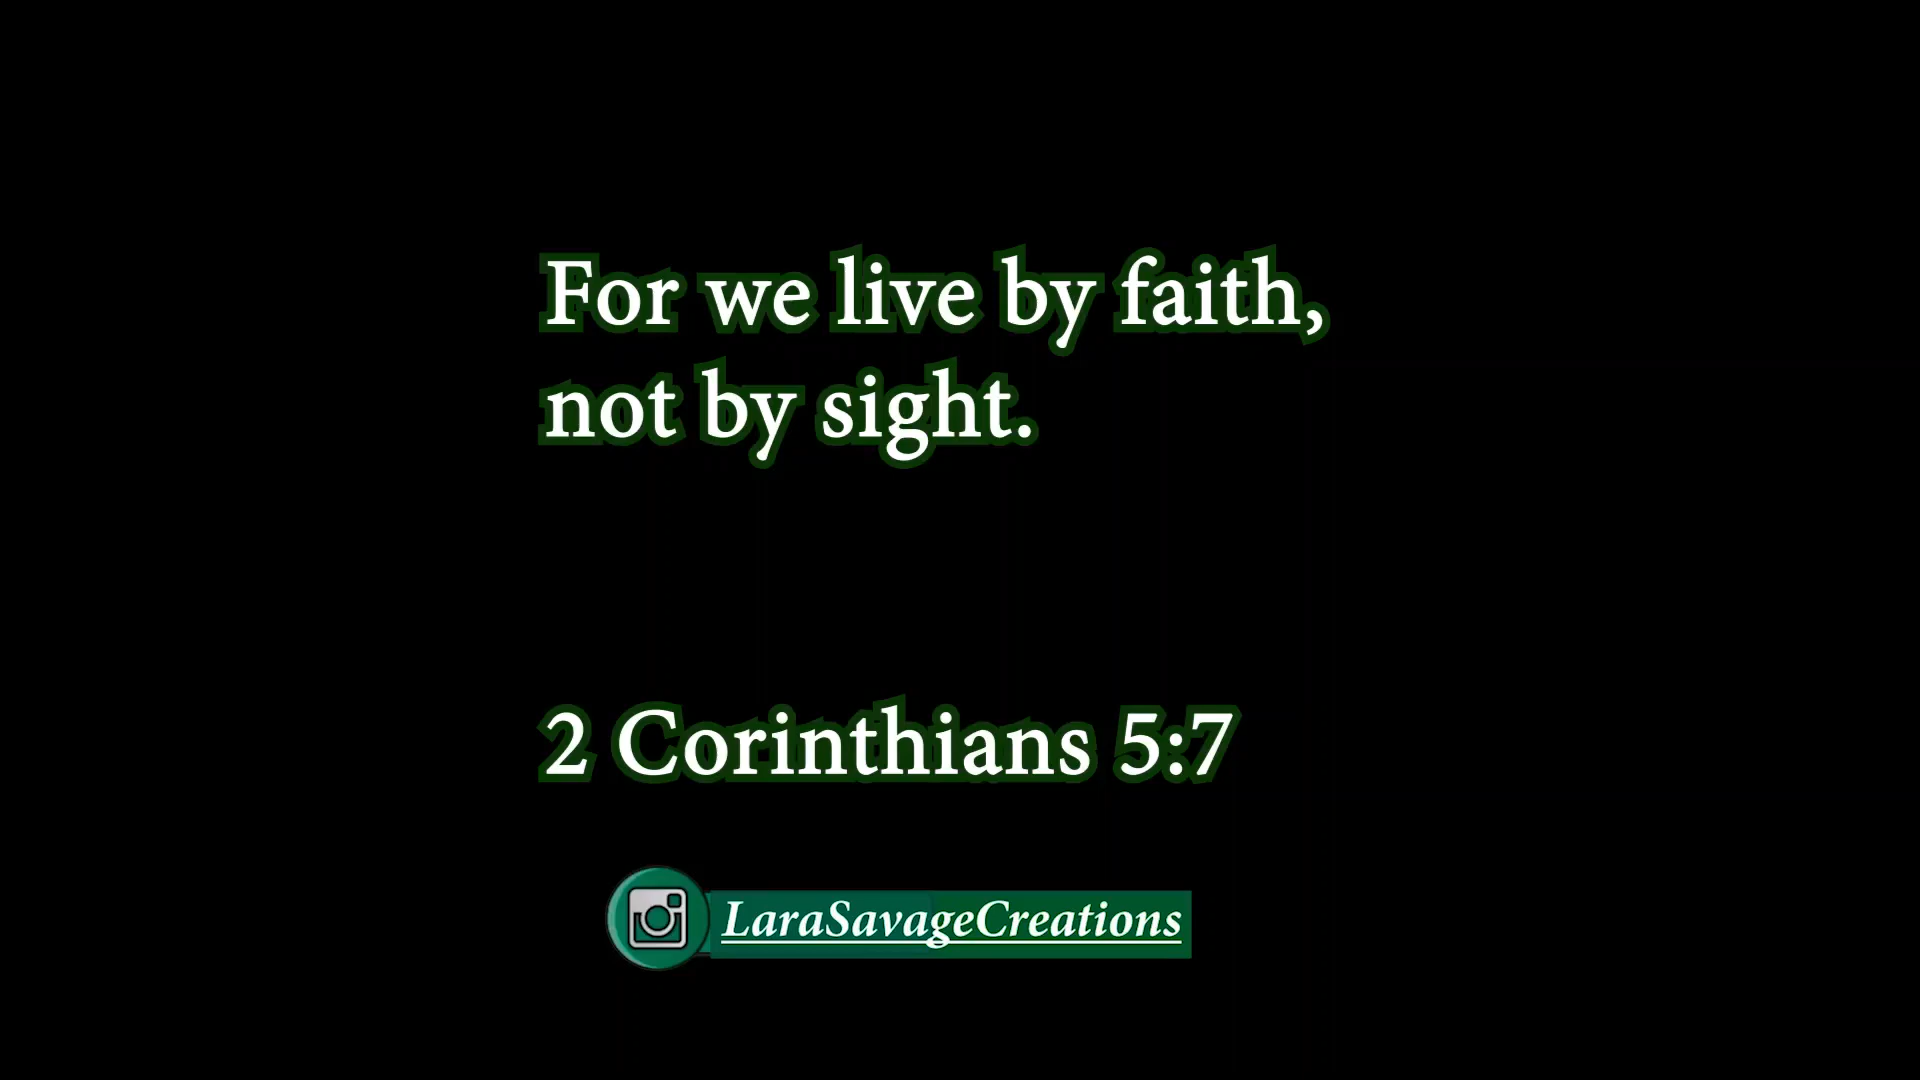 For we live by faith,
not by sight.
2 Corinthians 5:7
LaraSavageCreations